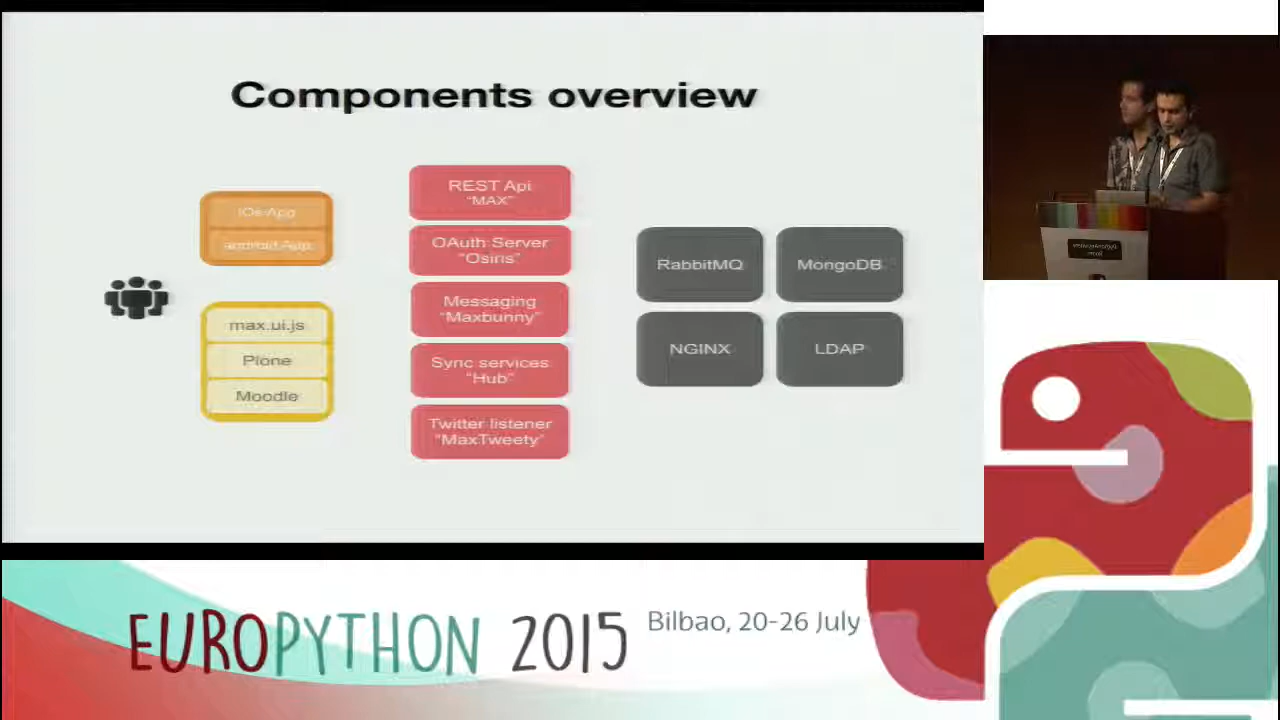 Components overview
iOs App
android App
max.ui.js
Plone
Moodle
REST Api
"MAX"
OAuth Server
"Osiris"
Messaging
"Maxbunny"
Sync services
"Hub"
Twitter listener
"MaxTweety"
RabbitMQ
MongoDB
NGINX
LDAP
EUROPYTHON 2015
Bilbao, 20-26 July